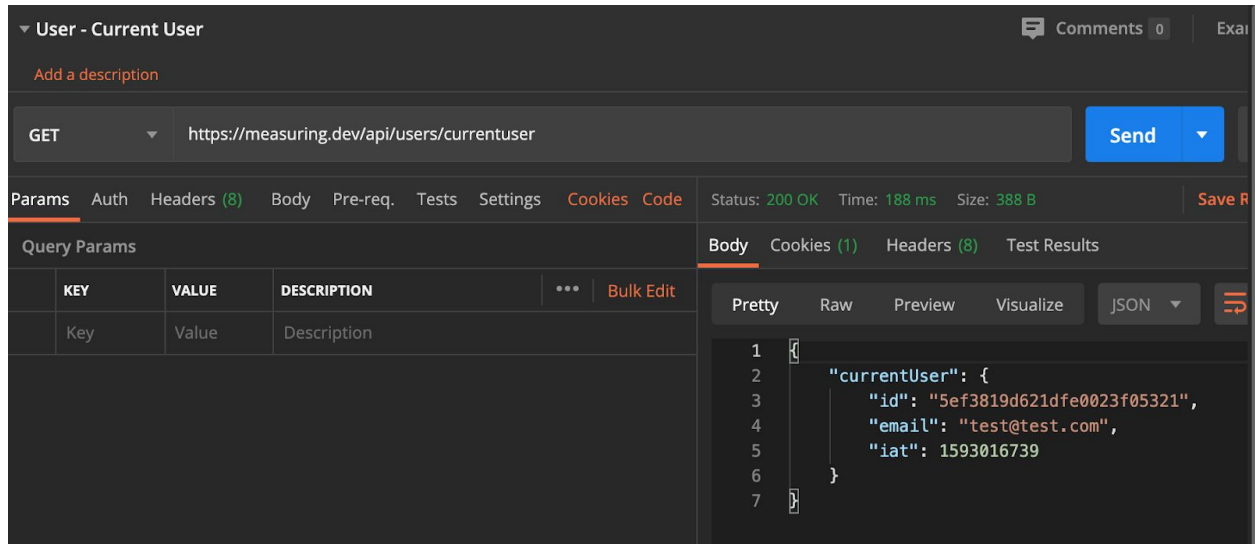 User - Current User
Comments 0
Add a description
GET
https://measuring.dev/api/users/currentuser
Send
Params Auth Headers (8) Body Pre-req. Tests Settings Cookies Code
Status: 200 OK Time: 188 ms Size: 388 B
Query Params
Body Cookies (1) Headers (8) Test Results
KEY VALUE DESCRIPTION ••• Bulk Edit
Key Value Description
Pretty Raw Preview Visualize JSON
1 {
2 "currentUser": {
3 "id": "5ef3819d621dfe0023f05321",
4 "email": "test@test.com",
5 "iat": 1593016739
6 }
7 }